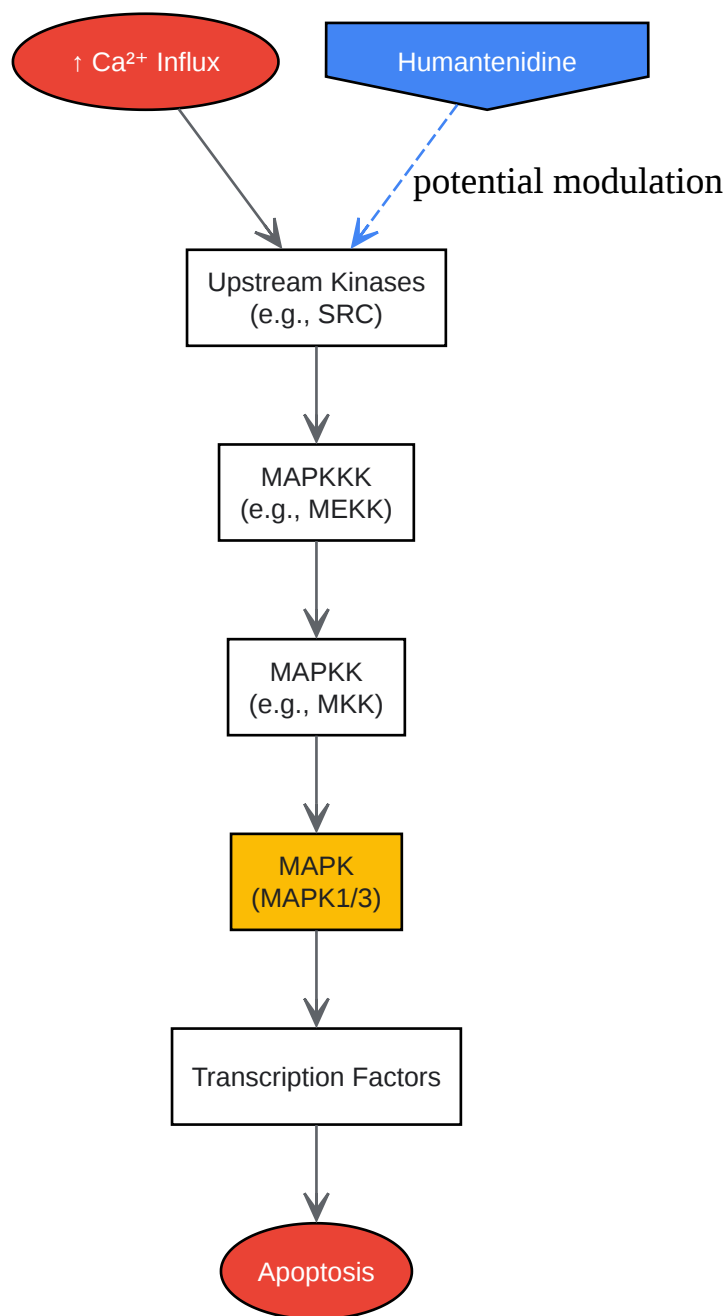 ↑ Ca²⁺ Influx
Humantenidine
potential modulation
Upstream Kinases
(e.g., SRC)
MAPKKK
(e.g., MEKK)
MAPKK
(e.g., MKK)
MAPK
(MAPK1/3)
Transcription Factors
Apoptosis